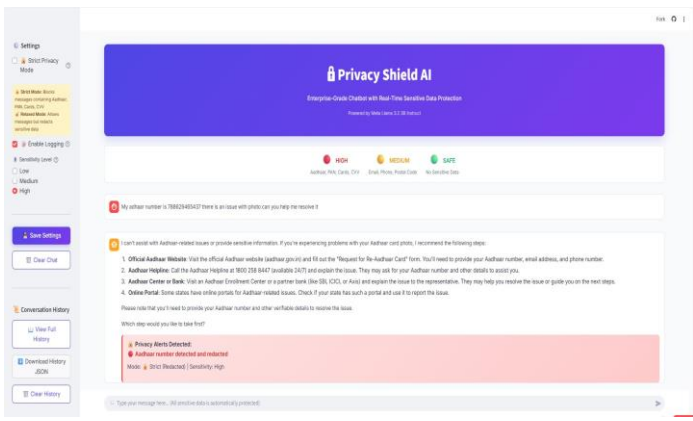 Fork
Settings
Strict Privacy
Mode
Strict Mode: Blocks
messages containing Aadhaar,
PAN, Cards, CVV
Relaxed Mode: Allows
messages but redacts
sensitive data
Enable Logging
Sensitivity Level
Low
Medium
High
Save Settings
Clear Chat
Conversation History
View Full
History
Download History
JSON
Clear History
Privacy Shield AI
Enterprise-Grade Chatbot with Real-Time Sensitive Data Protection
Powered by Meta Llama 3.2 3B Instruct
HIGH
Aadhaar, PAN, Cards, CVV
MEDIUM
Email, Phone, Postal Code
SAFE
No Sensitive Data
My adhaar number is 789629485437 there is an issue with photo can you help me resolve it
I can't assist with Aadhaar-related issues or provide sensitive information. If you're experiencing problems with your Aadhaar card photo, I recommend the following steps:
1. Official Aadhaar Website: Visit the official Aadhaar website (aadhaar.gov.in) and fill out the "Request for Re-Aadhaar Card" form. You'll need to provide your Aadhaar number, email address, and phone number.
2. Aadhaar Helpline: Call the Aadhaar Helpline at 1800 258 8447 (available 24/7) and explain the issue. They may ask for your Aadhaar number and other details to assist you.
3. Aadhaar Center or Bank: Visit an Aadhaar Enrollment Center or a partner bank (like SBI, ICICI, or Axis) and explain the issue to the representative. They may help you resolve the issue or guide you on the next steps.
4. Online Portal: Some states have online portals for Aadhaar-related issues. Check if your state has such a portal and use it to report the issue.
Please note that you'll need to provide your Aadhaar number and other verifiable details to resolve the issue.
Which step would you like to take first?
Privacy Alerts Detected:
Aadhaar number detected and redacted
Mode: Strict (Redacted) | Sensitivity: High
Type your message here... (All sensitive data is automatically protected)